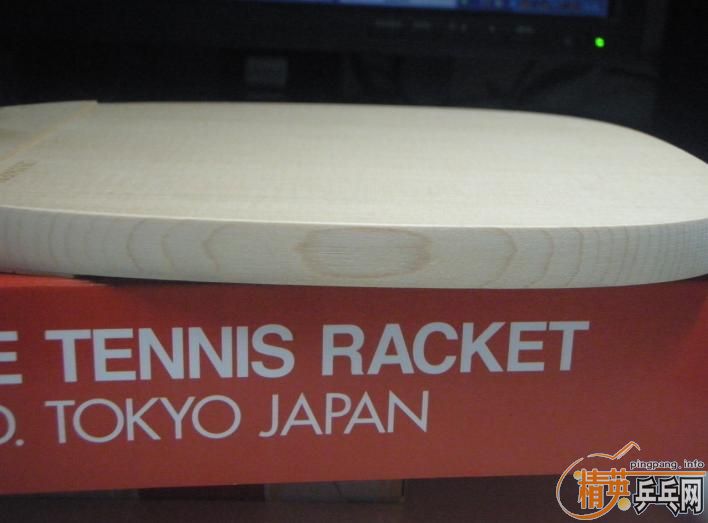 E TENNIS RACKET
O. TOKYO JAPAN
pingpang.info
精英乒乓网